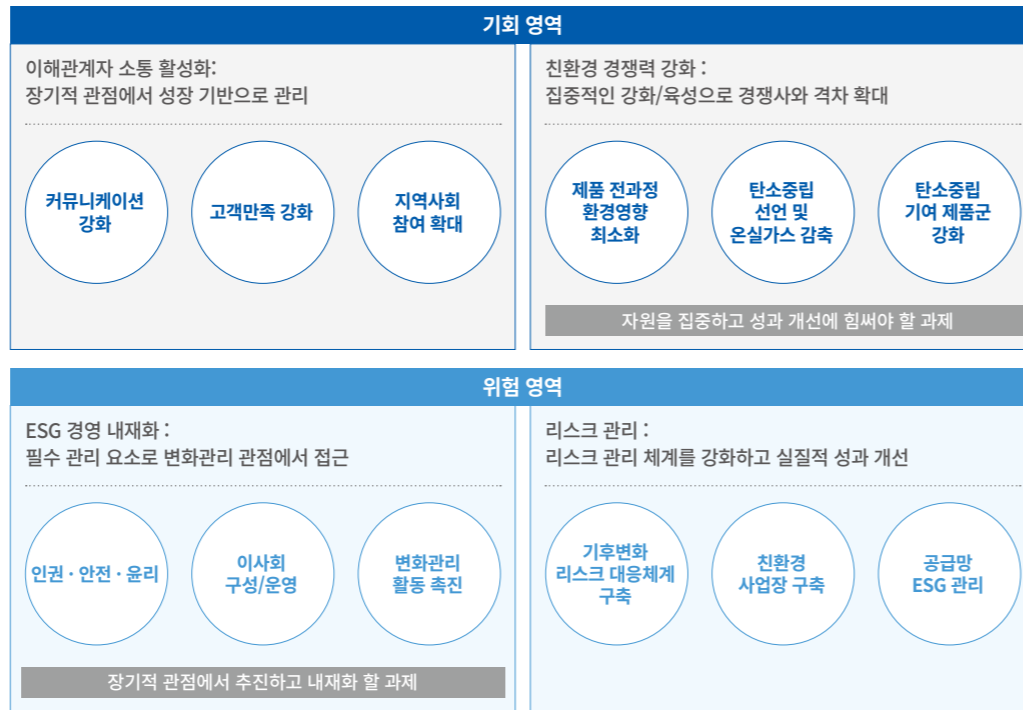 기회 영역
이해관계자 소통 활성화:
장기적 관점에서 성장 기반으로 관리
커뮤니케이션
강화
고객만족 강화
지역사회
참여 확대
친환경 경쟁력 강화 :
집중적인 강화/육성으로 경쟁사와 격차 확대
제품 전과정
환경영향
최소화
탄소중립
선언 및
온실가스 감축
탄소중립
기여 제품군
강화
자원을 집중하고 성과 개선에 힘써야 할 과제
위험 영역
ESG 경영 내재화 :
필수 관리 요소로 변화관리 관점에서 접근
인권 · 안전 · 윤리
이사회
구성/운영
변화관리
활동 촉진
장기적 관점에서 추진하고 내재화 할 과제
리스크 관리 :
리스크 관리 체계를 강화하고 실질적 성과 개선
기후변화
리스크 대응체계
구축
친환경
사업장 구축
공급망
ESG 관리